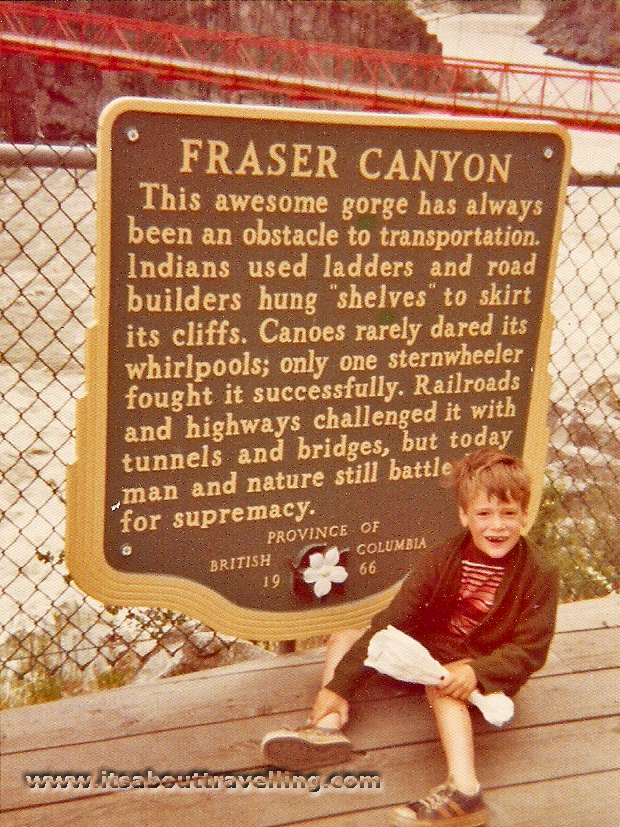 FRASER CANYON
This awesome gorge has always
been an obstacle to transportation.
Indians used ladders and road
builders hung "shelves" to skirt
its cliffs. Canoes rarely dared its
whirlpools; only one sternwheeler
fought it successfully. Railroads
and highways challenged it with
tunnels and bridges, but today
man and nature still battle
for supremacy.
PROVINCE OF
BRITISH COLUMBIA
19 66
www.itsabouttravelling.com